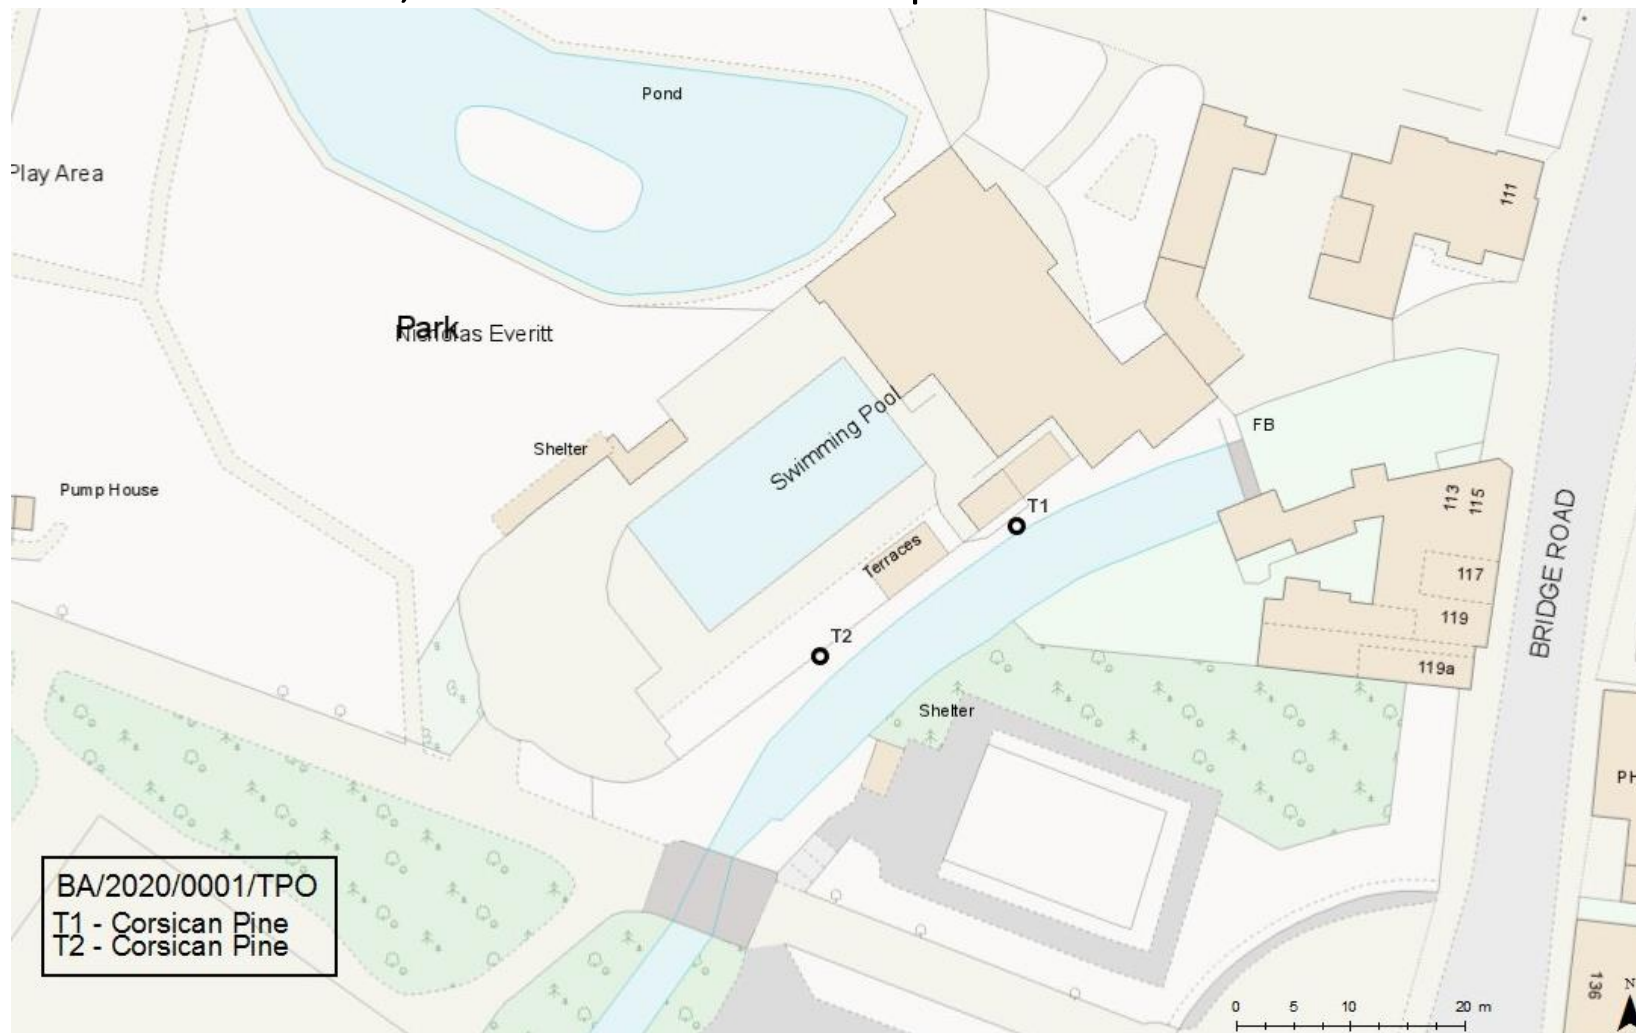 Pond
Play Area
111
Park
Nicholas Everitt
Swimming Pool
FB
Shelter
Pump House
113
115
T1
BRIDGE ROAD
Terraces
117
119
T2
119a
Shelter
PH
BA/2020/0001/TPO
T1 - Corsican Pine
T2 - Corsican Pine
136
N
0 5 10 20 m